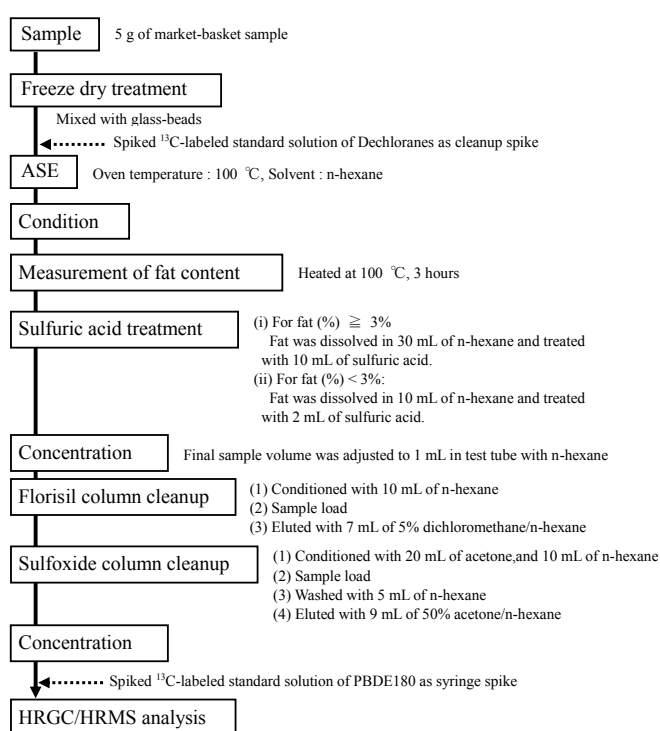 Sample 5 g of market-basket sample
Freeze dry treatment
Mixed with glass-beads
Spiked ¹³C-labeled standard solution of Dechloranes as cleanup spike
ASE Oven temperature : 100 ℃, Solvent : n-hexane
Condition
Measurement of fat content Heated at 100 ℃, 3 hours
Sulfuric acid treatment (i) For fat (%) ≧ 3%
Fat was dissolved in 30 mL of n-hexane and treated
with 10 mL of sulfuric acid.
(ii) For fat (%) < 3%:
Fat was dissolved in 10 mL of n-hexane and treated
with 2 mL of sulfuric acid.
Concentration Final sample volume was adjusted to 1 mL in test tube with n-hexane
Florisil column cleanup (1) Conditioned with 10 mL of n-hexane
(2) Sample load
(3) Eluted with 7 mL of 5% dichloromethane/n-hexane
Sulfoxide column cleanup (1) Conditioned with 20 mL of acetone,and 10 mL of n-hexane
(2) Sample load
(3) Washed with 5 mL of n-hexane
(4) Eluted with 9 mL of 50% acetone/n-hexane
Concentration
Spiked ¹³C-labeled standard solution of PBDE180 as syringe spike
HRGC/HRMS analysis